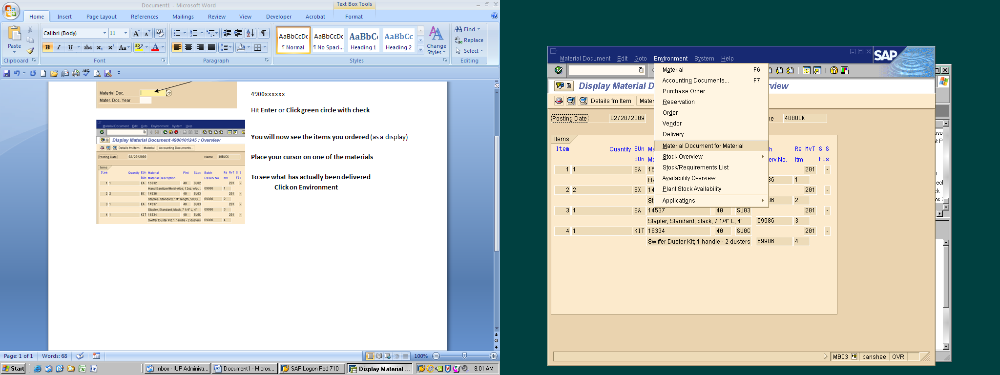 Document1 - Microsoft Word
Text Box Tools
Home Insert Page Layout References Mailings Review View Developer Acrobat Format
Paste
Calibri (Body) 11
B I U abc x₂ x² Aa
AaBbCcDc AaBbCcDc AaBbC AaBbCc
¶ Normal ¶ No Spaci... Heading 1 Heading 2
Change Styles
Find
Replace
Select
Clipboard Font Paragraph Styles Editing
Material Doc.
Mater. Doc. Year
4900xxxxxx
Hit Enter or Click green circle with check
Material Document Edit Goto Environment System Help
Display Material Document 4900101245 : Overview
Details fm Item Material Accounting Documents...
Posting Date 02/20/2009 Name 40BUCK
Items
Item Quantity EUn Material Plnt SLoc Batch Re MvT S S
BUn Material Description Reserv.No. Itm FIs
1 1 EA 16332 40 SU02 201 -
Hand Sanitizer/Moist-Aloe; 12oz. w/pu.. 69986 1
2 2 BX 14536 40 SU03 201 -
Staples, Standard; 1/4" length, 5000/.. 69986 2
3 1 EA 14537 40 SU03 201 -
Stapler, Standard; black, 7 1/4" L, 4" 69986 3
4 1 KIT 16334 40 SU0C 201 -
Swiffer Duster Kit; 1 handle - 2 dusters 69986 4
You will now see the items you ordered (as a display)
Place your cursor on one of the materials
To see what has actually been delivered
Click on Environment
Page: 1 of 1 Words: 68 100%
Start
Inbox - IUP Administr...
Document1 - Micros...
SAP Logon Pad 710
Display Material ...
8:01 AM
Material Document Edit Goto Environment System Help
SAP
Display Material D
rview
Details fm Item Mater
Posting Date 02/20/2009 me 40BUCK
Material F6
Accounting Documents... F7
Purchase Order
Reservation
Order
Vendor
Delivery
Material Document for Material
Stock Overview
Stock/Requirements List
Availability Overview
Plant Stock Availability
Applications
Items
Item Quantity EUn Ma h Re MvT S S
BUn Ma erv.No. Itm FIs
1 1 EA 16 201 -
Ha 86 1
2 2 BX 14 201 -
St 86 2
3 1 EA 14537 40 SU03 201 -
Stapler, Standard; black, 7 1/4" L, 4" 69986 3
4 1 KIT 16334 40 SU0C 201 -
Swiffer Duster Kit; 1 handle - 2 dusters 69986 4
MB03 banshee OVR